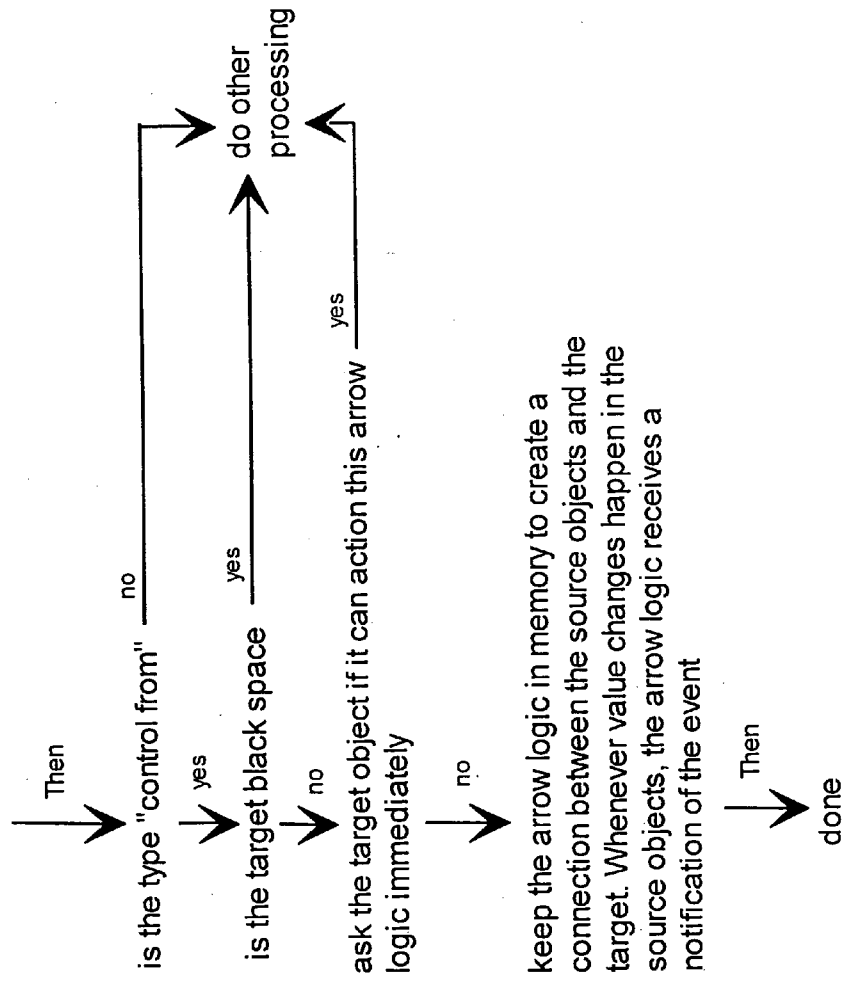 Then
is the type "control from"
no
yes
is the target black space
yes
do other
processing
no
ask the target object if it can action this arrow
logic immediately
yes
no
keep the arrow logic in memory to create a
connection between the source objects and the
target. Whenever value changes happen in the
source objects, the arrow logic receives a
notification of the event
Then
done